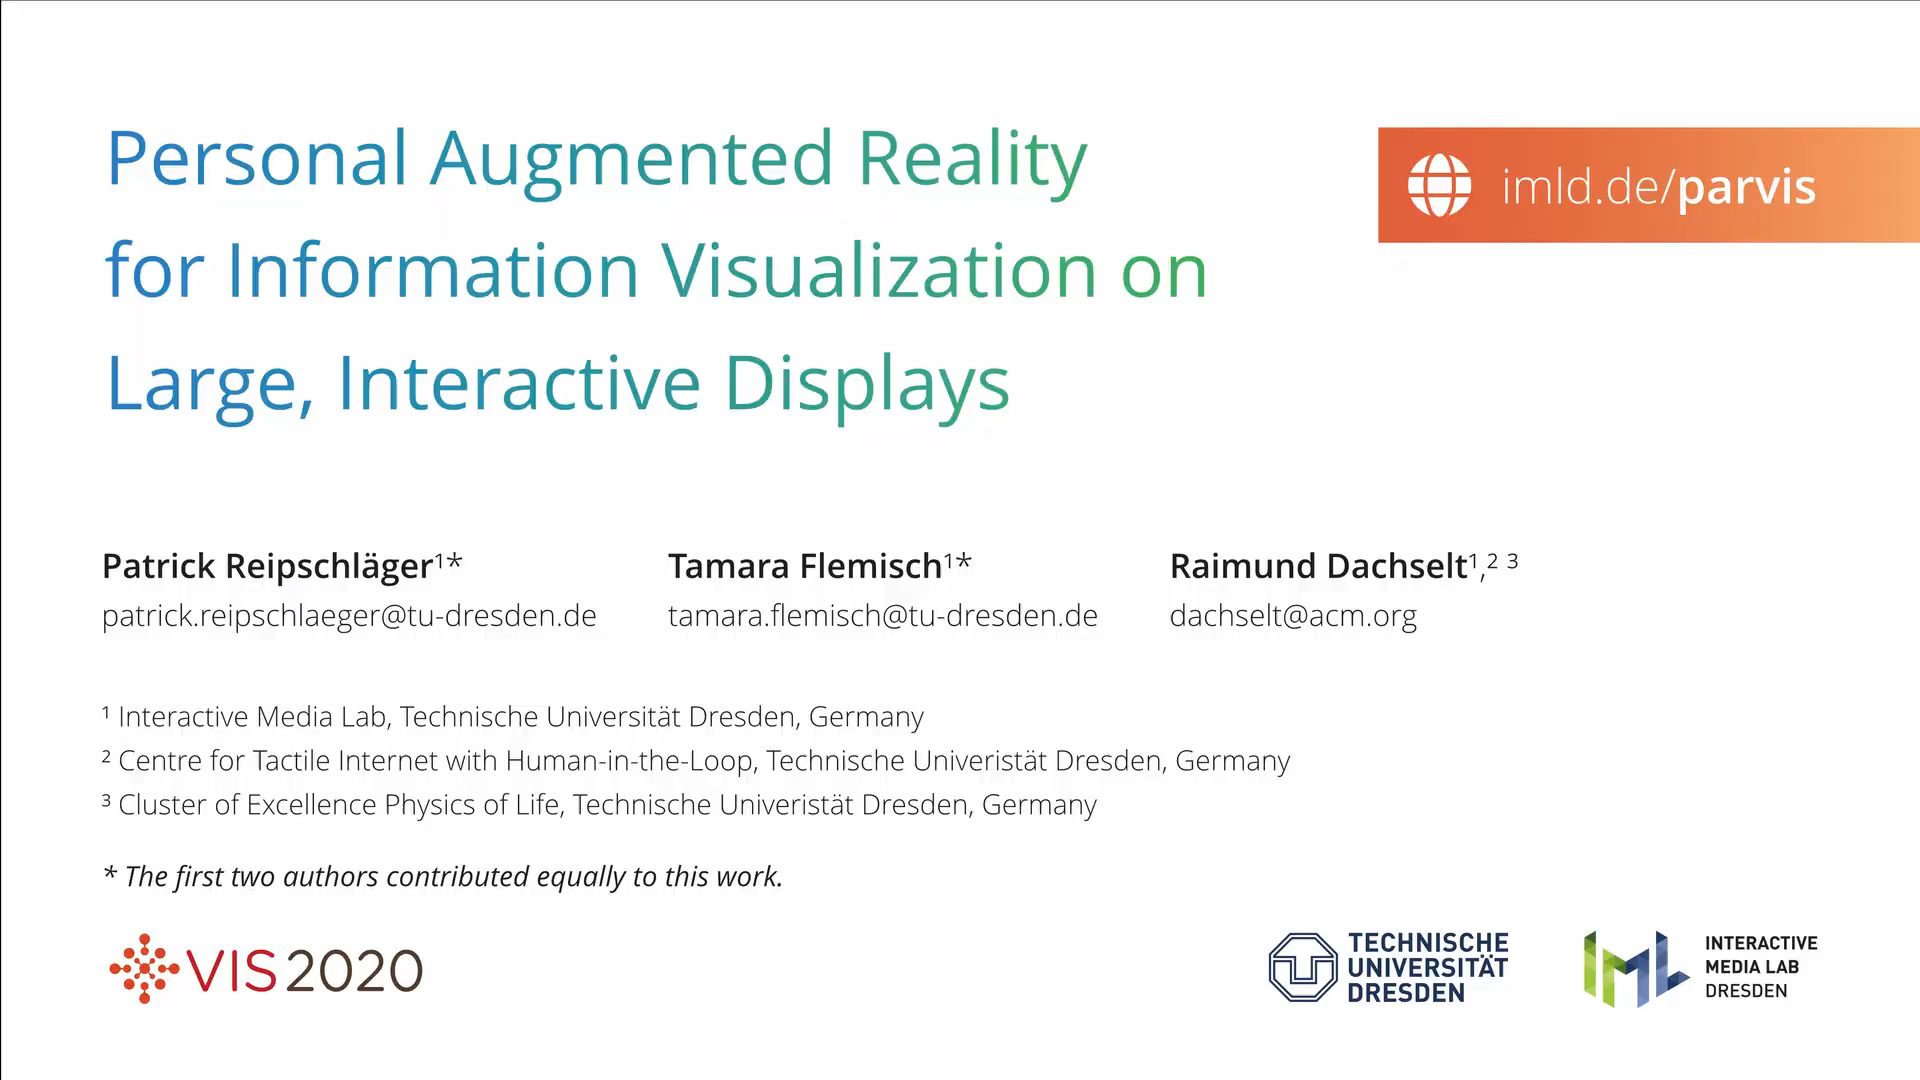 Personal Augmented Reality
for Information Visualization on
Large, Interactive Displays
imld.de/parvis
Patrick Reipschläger¹*
patrick.reipschlaeger@tu-dresden.de
Tamara Flemisch¹*
tamara.flemisch@tu-dresden.de
Raimund Dachselt¹,² ³
dachselt@acm.org
¹ Interactive Media Lab, Technische Universität Dresden, Germany
² Centre for Tactile Internet with Human-in-the-Loop, Technische Univeristät Dresden, Germany
³ Cluster of Excellence Physics of Life, Technische Univeristät Dresden, Germany
* The first two authors contributed equally to this work.
VIS2020
TECHNISCHE
UNIVERSITÄT
DRESDEN
INTERACTIVE
MEDIA LAB
DRESDEN